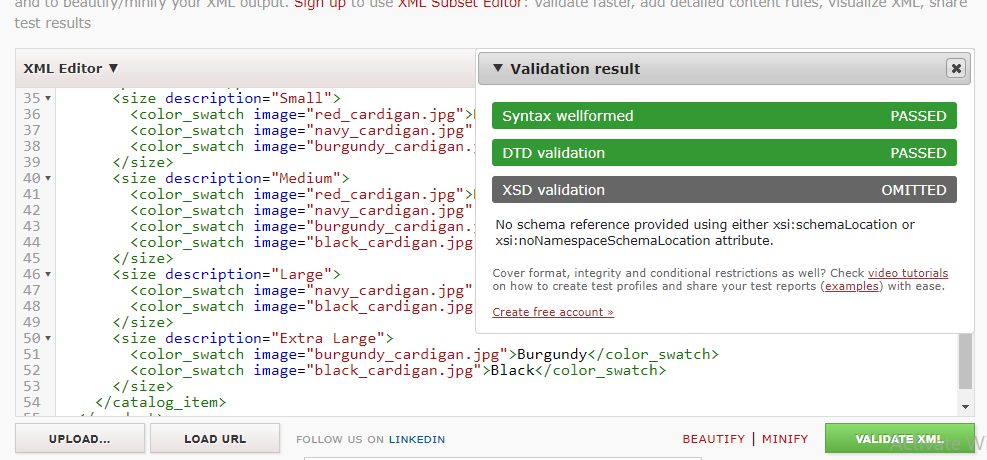 and to beautify/minify your XML output. Sign up to use XML Subset Editor: Validate faster, add detailed content rules, visualize XML, share
test results
XML Editor ▼
▼ Validation result
35 <size description="Small">
36 <color_swatch image="red_cardigan.jpg">
37 <color_swatch image="navy_cardigan.jpg"
38 <color_swatch image="burgundy_cardigan.
39 </size>
40 <size description="Medium">
41 <color_swatch image="red_cardigan.jpg">
42 <color_swatch image="navy_cardigan.jpg"
43 <color_swatch image="burgundy_cardigan.
44 <color_swatch image="black_cardigan.jpg
45 </size>
46 <size description="Large">
47 <color_swatch image="navy_cardigan.jpg"
48 <color_swatch image="black_cardigan.jpg
49 </size>
50 <size description="Extra Large">
51 <color_swatch image="burgundy_cardigan.jpg">Burgundy</color_swatch>
52 <color_swatch image="black_cardigan.jpg">Black</color_swatch>
53 </size>
54 </catalog_item>
Syntax wellformed PASSED
DTD validation PASSED
XSD validation OMITTED
No schema reference provided using either xsi:schemaLocation or
xsi:noNamespaceSchemaLocation attribute.
Cover format, integrity and conditional restrictions as well? Check video tutorials
on how to create test profiles and share your test reports (examples) with ease.
Create free account »
UPLOAD... LOAD URL FOLLOW US ON LINKEDIN BEAUTIFY | MINIFY VALIDATE XML
Activate Wi